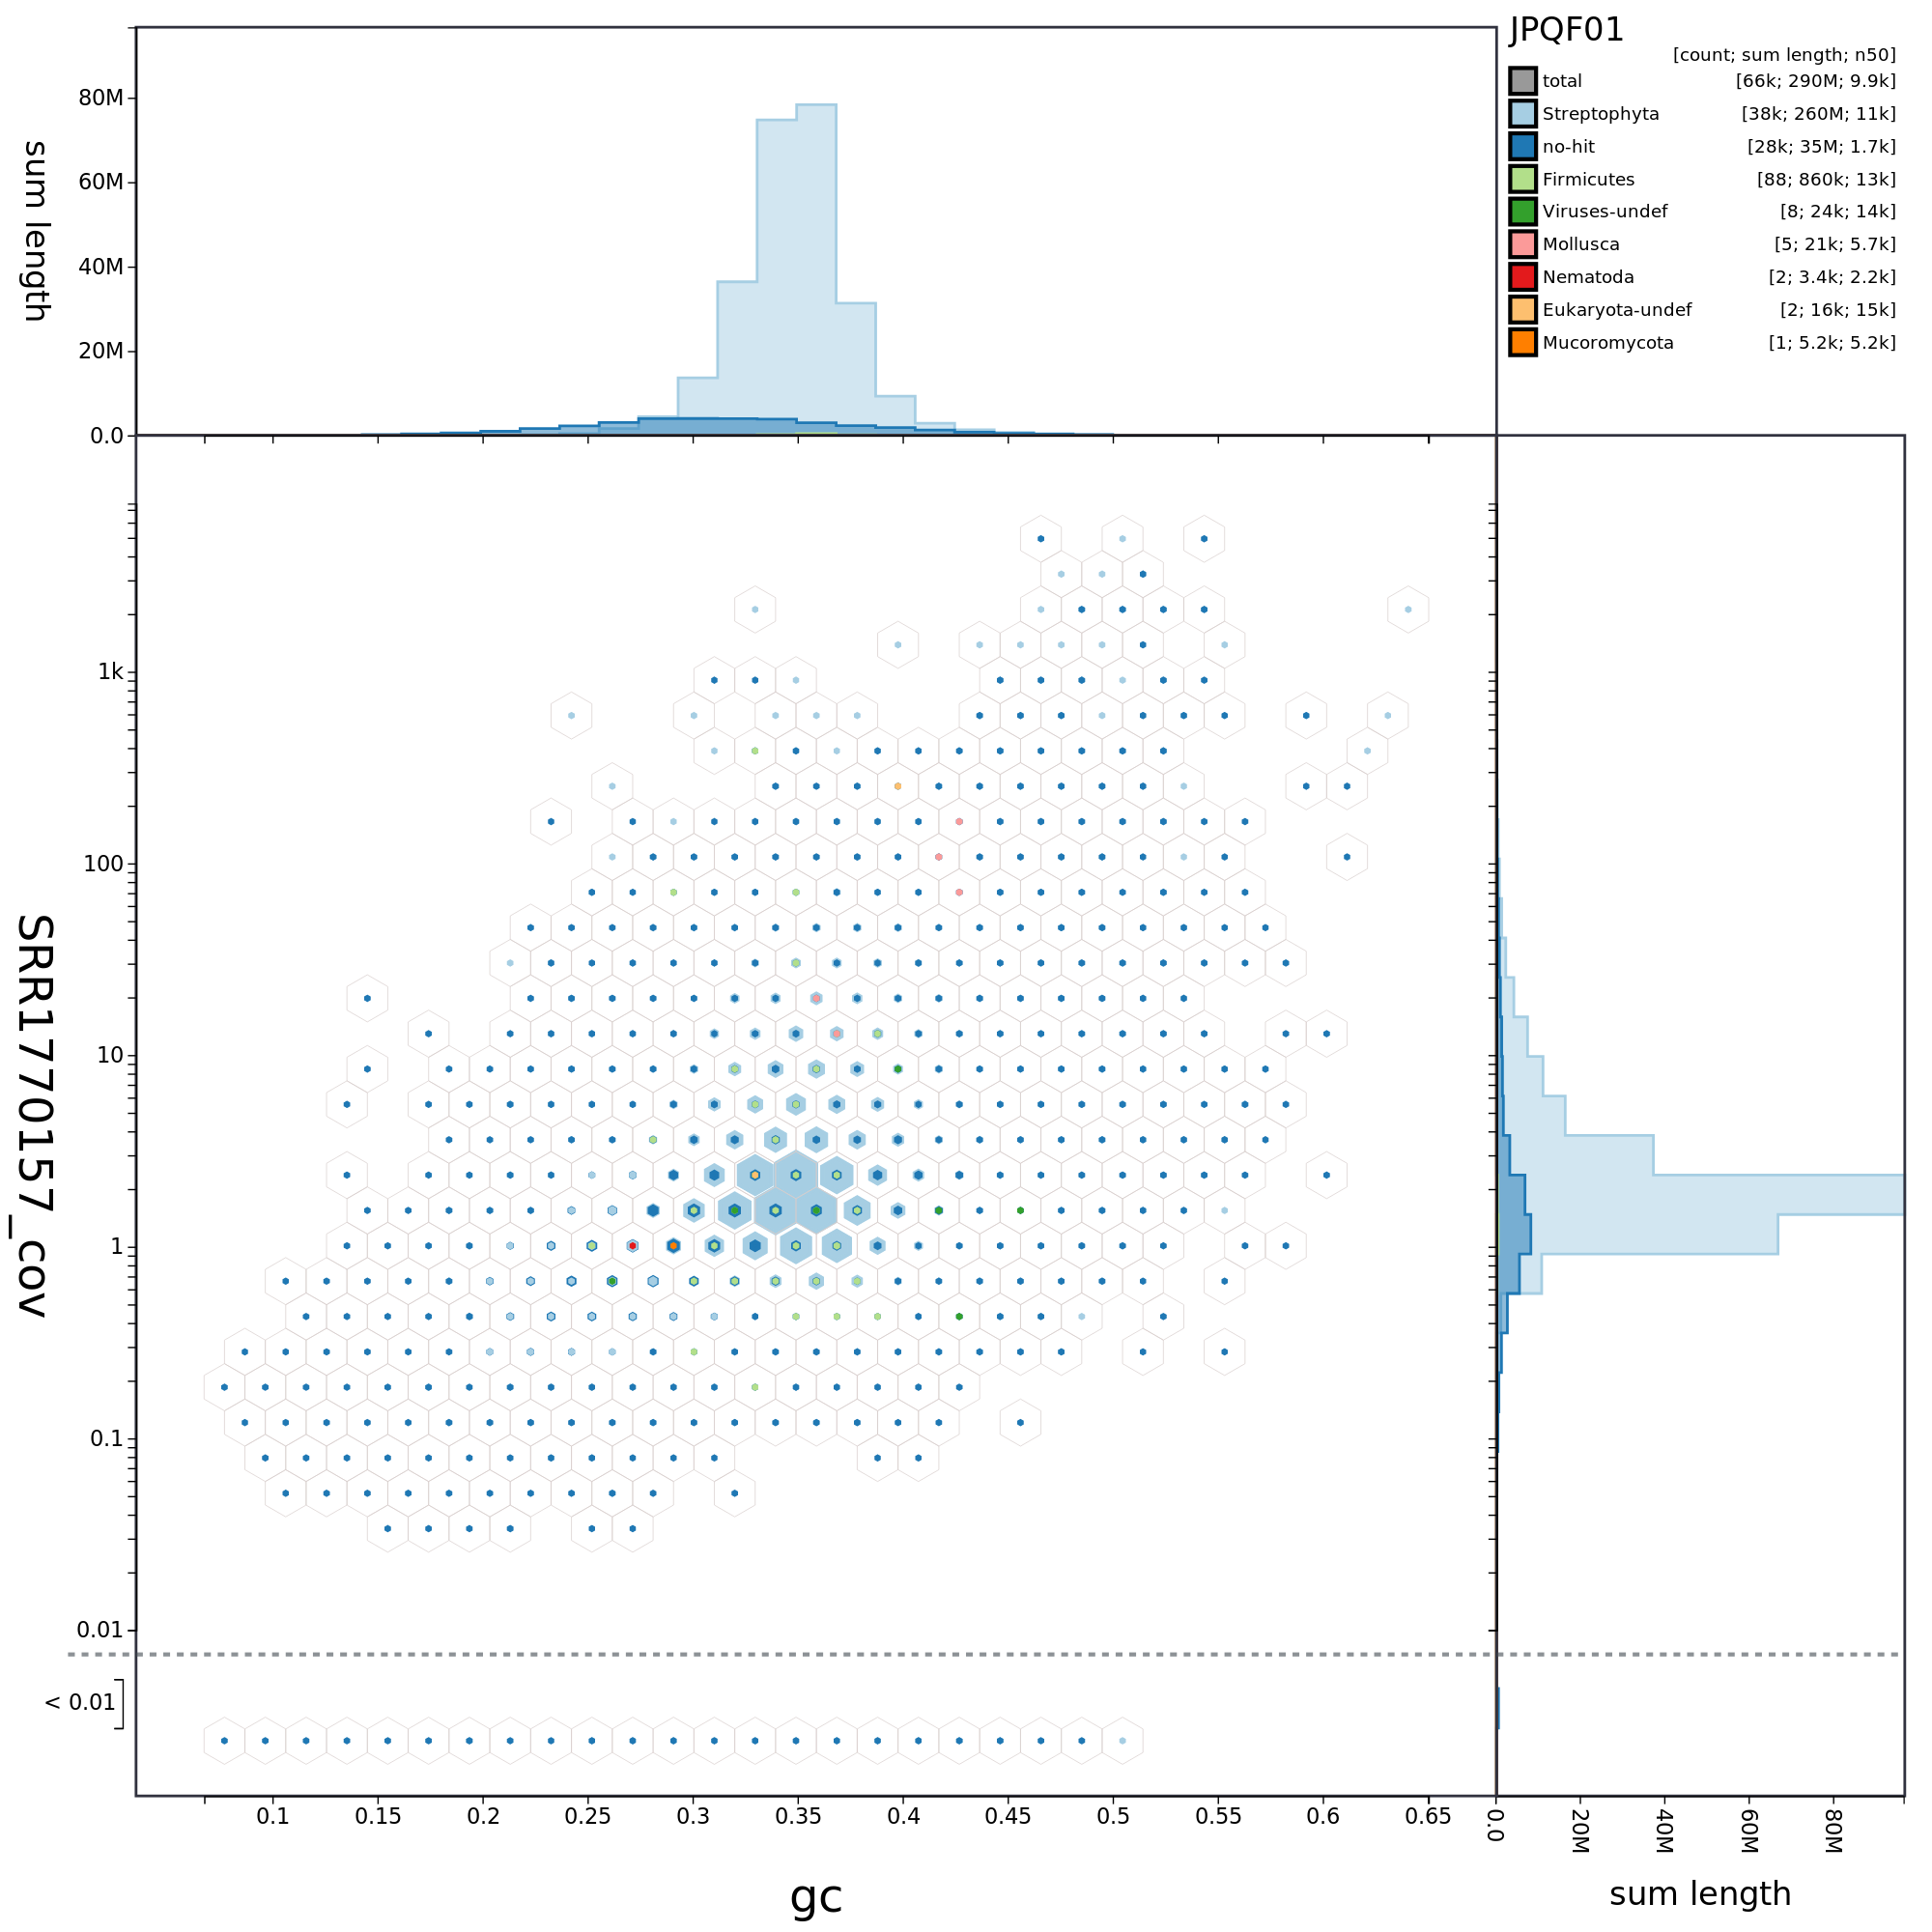 JPQF01
[count; sum length; n50]
total [66k; 290M; 9.9k]
Streptophyta [38k; 260M; 11k]
no-hit [28k; 35M; 1.7k]
Firmicutes [88; 860k; 13k]
Viruses-undef [8; 24k; 14k]
Mollusca [5; 21k; 5.7k]
Nematoda [2; 3.4k; 2.2k]
Eukaryota-undef [2; 16k; 15k]
Mucoromycota [1; 5.2k; 5.2k]
sum length
80M
60M
40M
20M
0.0
SRR1770157_cov
1k
100
10
1
0.1
0.01
< 0.01
0.1 0.15 0.2 0.25 0.3 0.35 0.4 0.45 0.5 0.55 0.6 0.65
gc
0.0 20M 40M 60M 80M
sum length